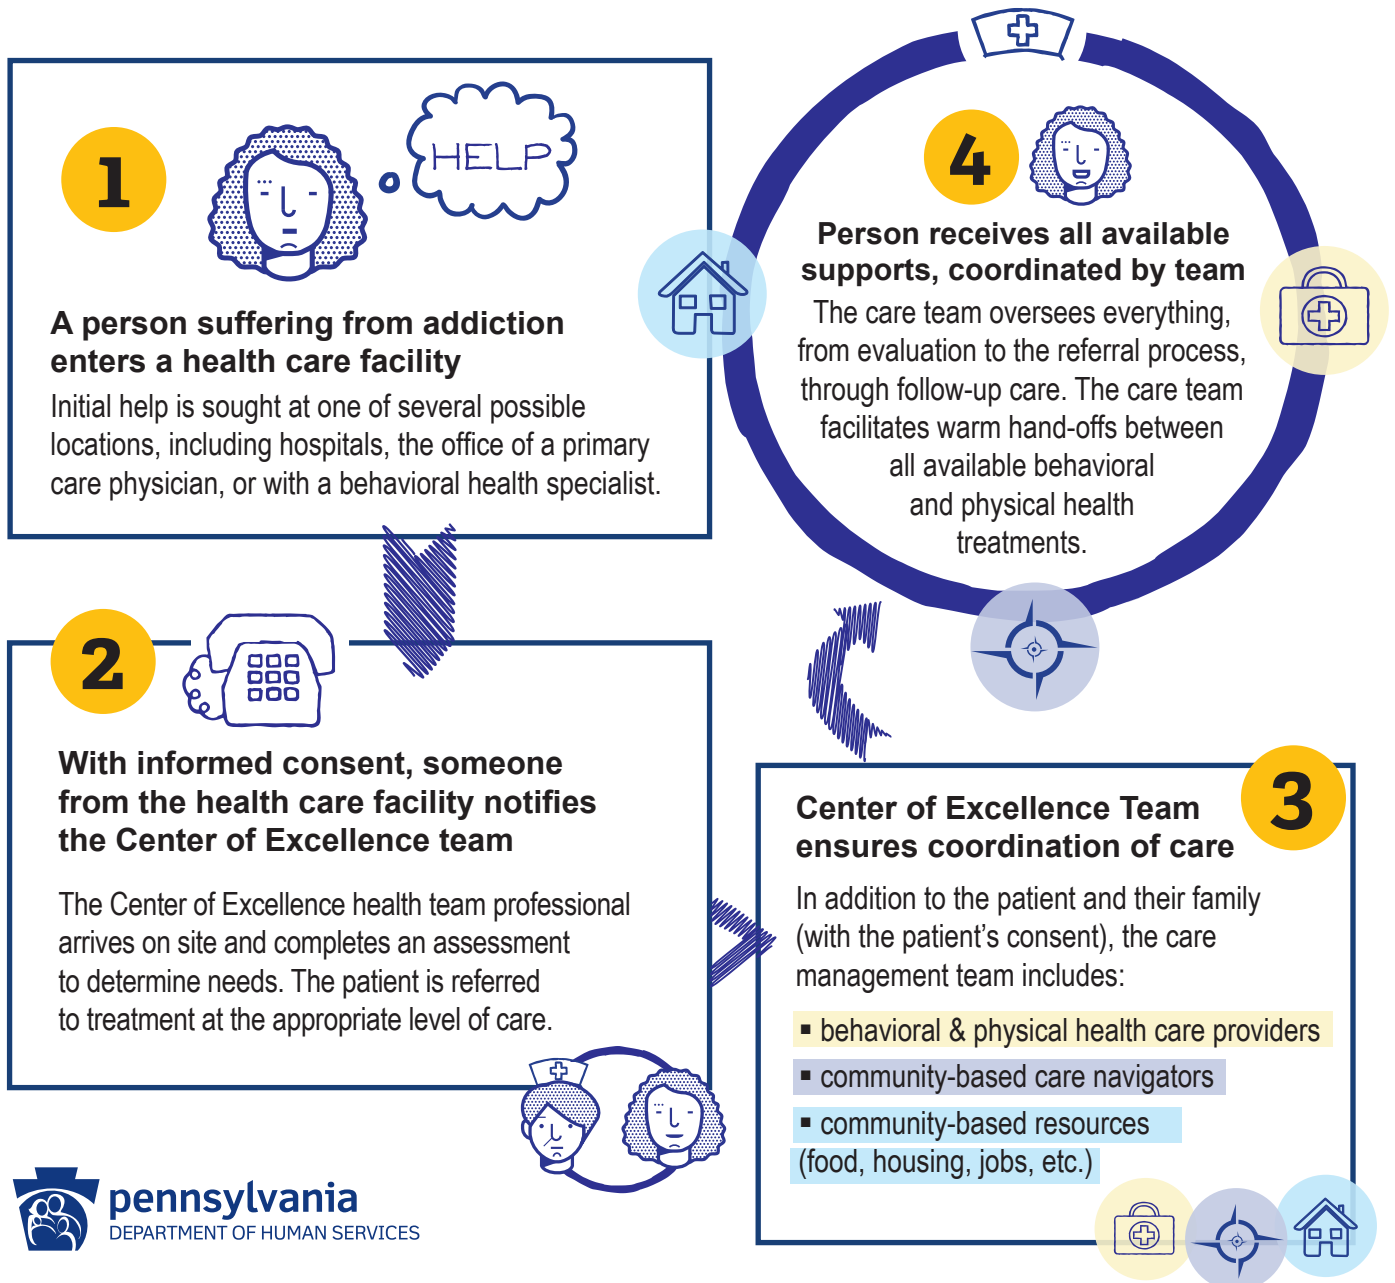 1
HELP
A person suffering from addiction
enters a health care facility
Initial help is sought at one of several possible
locations, including hospitals, the office of a primary
care physician, or with a behavioral health specialist.
2
With informed consent, someone
from the health care facility notifies
the Center of Excellence team
The Center of Excellence health team professional
arrives on site and completes an assessment
to determine needs. The patient is referred
to treatment at the appropriate level of care.
3
Center of Excellence Team
ensures coordination of care
In addition to the patient and their family
(with the patient’s consent), the care
management team includes:
▪ behavioral & physical health care providers
▪ community-based care navigators
▪ community-based resources
(food, housing, jobs, etc.)
4
Person receives all available
supports, coordinated by team
The care team oversees everything,
from evaluation to the referral process,
through follow-up care. The care team
facilitates warm hand-offs between
all available behavioral
and physical health
treatments.
pennsylvania
DEPARTMENT OF HUMAN SERVICES